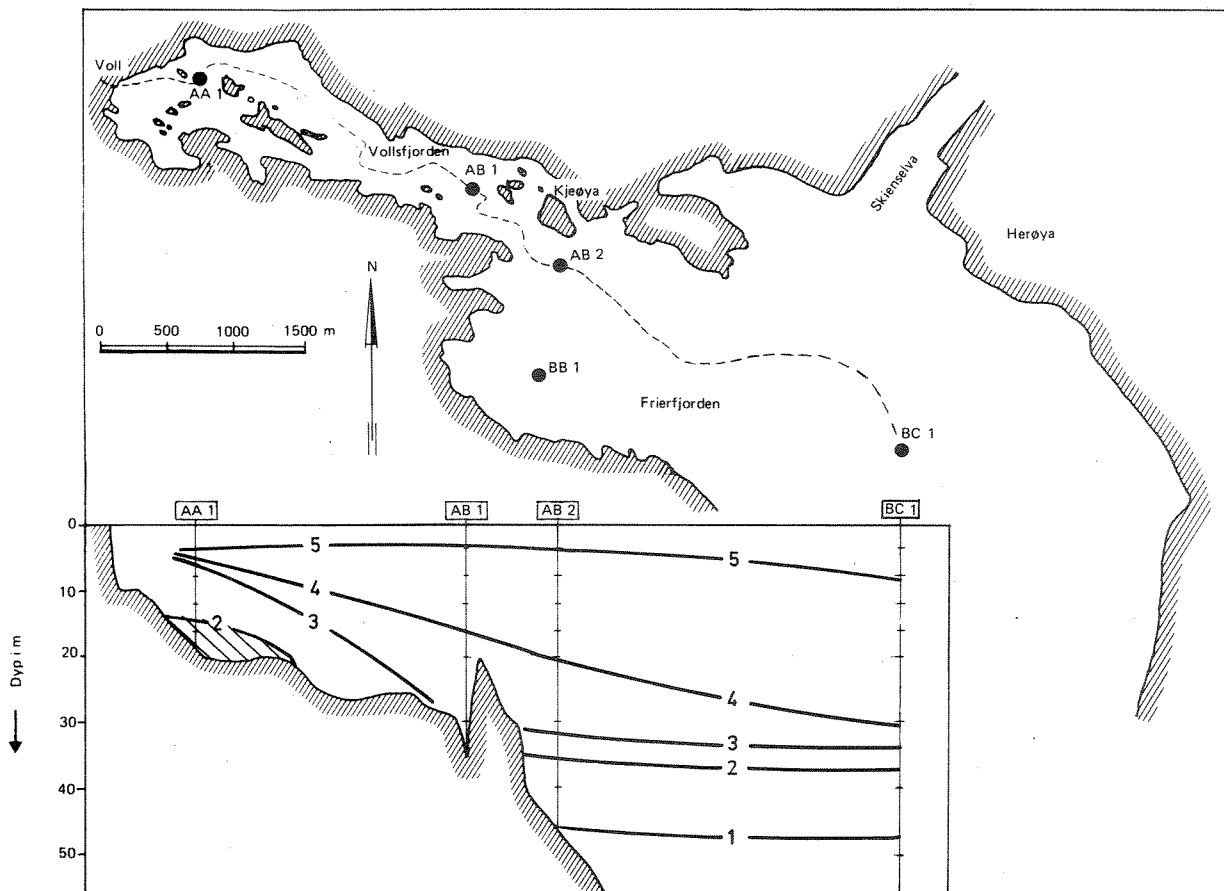 Voll
AA 1
Vollsfjorden
AB 1
Kjeøya
Skienselva
Herøya
AB 2
N
0 500 1000 1500 m
BB 1
Frierfjorden
BC 1
AA 1 AB 1 AB 2 BC 1
0
10
20
30
40
50
Dyp i m
5 5
4 4
3 3
2 2
1